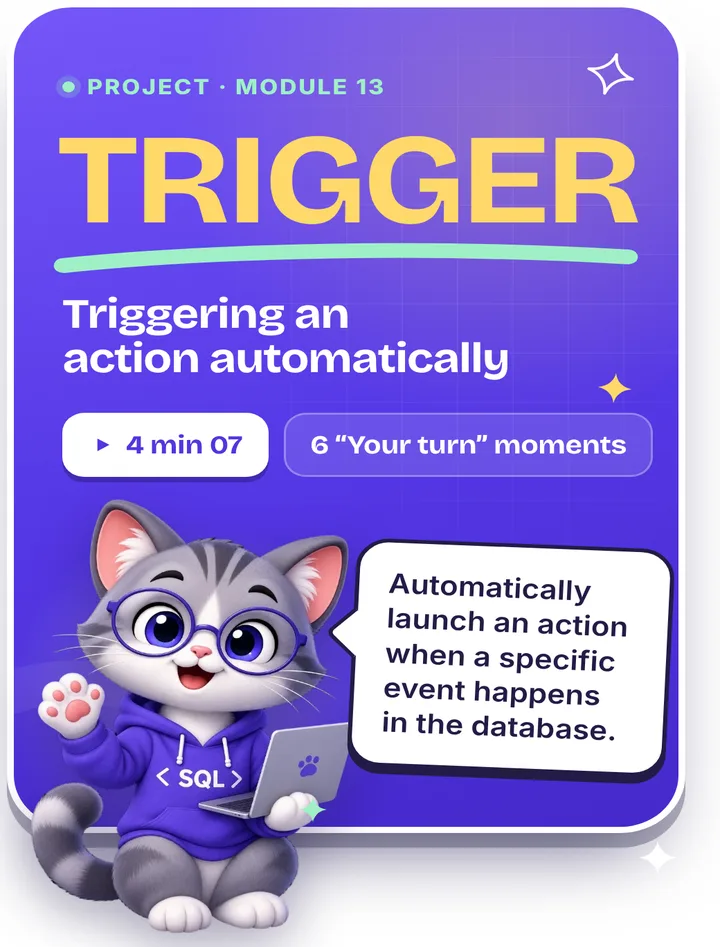 PROJECT · MODULE 13
TRIGGER
Triggering an
action automatically
4 min 07
6 “Your turn” moments
Automatically
launch an action
when a specific
event happens
in the database.
< SQL >